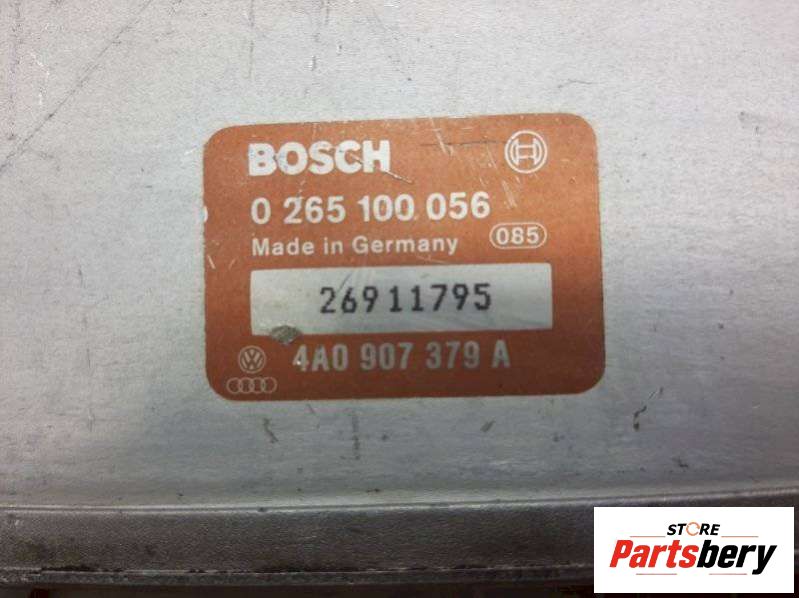 BOSCH
0 265 100 056
Made in Germany 085
26911795
4A0 907 379 A
STORE
Partsbery